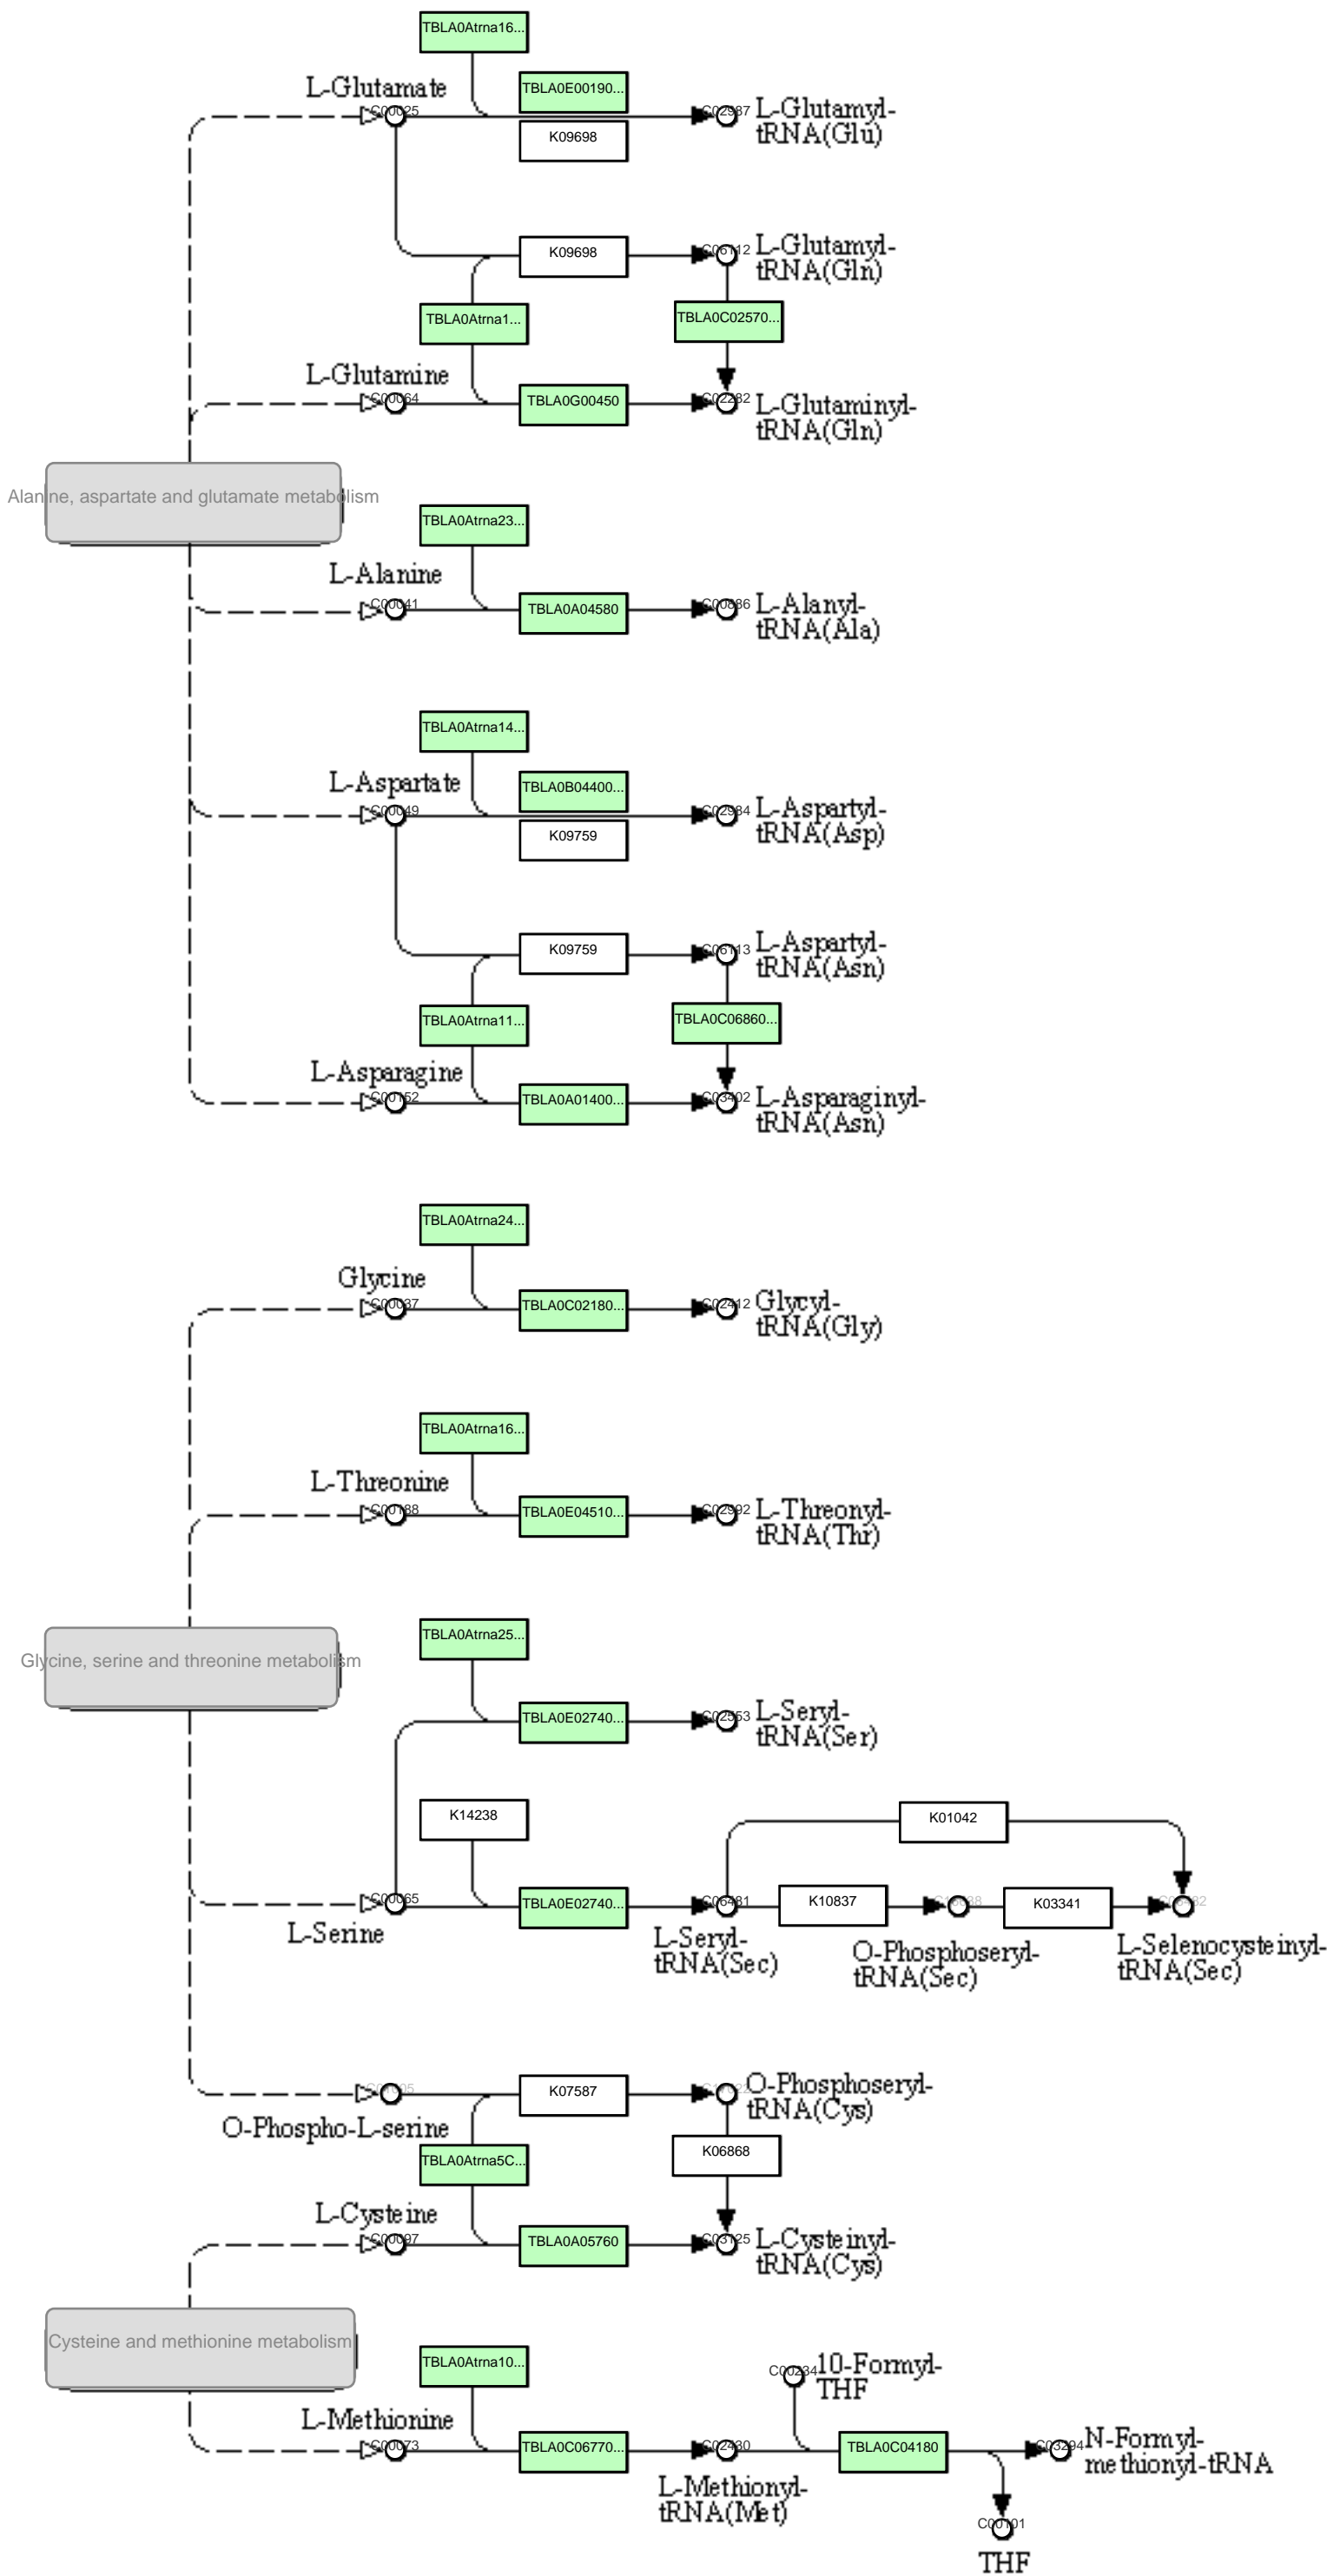 TBLA0Atrna16...
L-Glutamate
TBLA0E00190...
C00025
C02987
L-Glutamyl-
tRNA(Glu)
K09698
K09698
C06112
L-Glutamyl-
tRNA(Gln)
TBLA0Atrna1...
TBLA0C02570...
L-Glutamine
C00064
TBLA0G00450
C02282
L-Glutaminyl-
tRNA(Gln)
Alanine, aspartate and glutamate metabolism
TBLA0Atrna23...
L-Alanine
C00041
TBLA0A04580
C00886
L-Alanyl-
tRNA(Ala)
TBLA0Atrna14...
L-Aspartate
TBLA0B04400...
C00049
C02984
L-Aspartyl-
tRNA(Asp)
K09759
K09759
C06113
L-Aspartyl-
tRNA(Asn)
TBLA0Atrna11...
TBLA0C06860...
L-Asparagine
C00152
TBLA0A01400...
C03402
L-Asparaginyl-
tRNA(Asn)
TBLA0Atrna24...
Glycine
C00037
TBLA0C02180...
C02412
Glycyl-
tRNA(Gly)
TBLA0Atrna16...
L-Threonine
C00188
TBLA0E04510...
C02992
L-Threonyl-
tRNA(Thr)
TBLA0Atrna25...
Glycine, serine and threonine metabolism
TBLA0E02740...
C02553
L-Seryl-
tRNA(Ser)
K14238
K01042
C00065
L-Serine
TBLA0E02740...
C06481
L-Seryl-
tRNA(Sec)
K10837
O-Phosphoseryl-
tRNA(Sec)
K03341
L-Selenocysteinyl-
tRNA(Sec)
O-Phospho-L-serine
K07587
O-Phosphoseryl-
tRNA(Cys)
TBLA0Atrna5C...
K06868
L-Cysteine
C00097
TBLA0A05760
C03125
L-Cysteinyl-
tRNA(Cys)
Cysteine and methionine metabolism
TBLA0Atrna10...
C00234
10-Formyl-
THF
L-Methionine
C00073
TBLA0C06770...
C02430
L-Methionyl-
tRNA(Met)
TBLA0C04180
C03294
N-Formyl-
methionyl-tRNA
C00101
THF